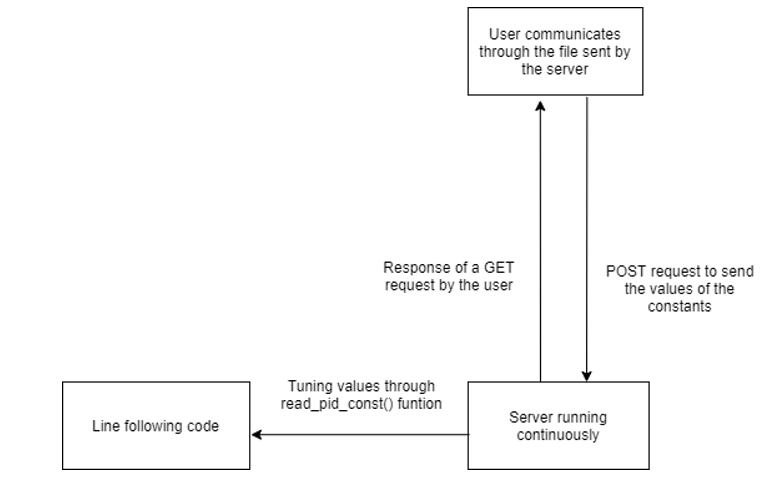 User communicates
through the file sent by
the server
Response of a GET
request by the user
POST request to send
the values of the
constants
Tuning values through
read_pid_const() funtion
Line following code
Server running
continuously